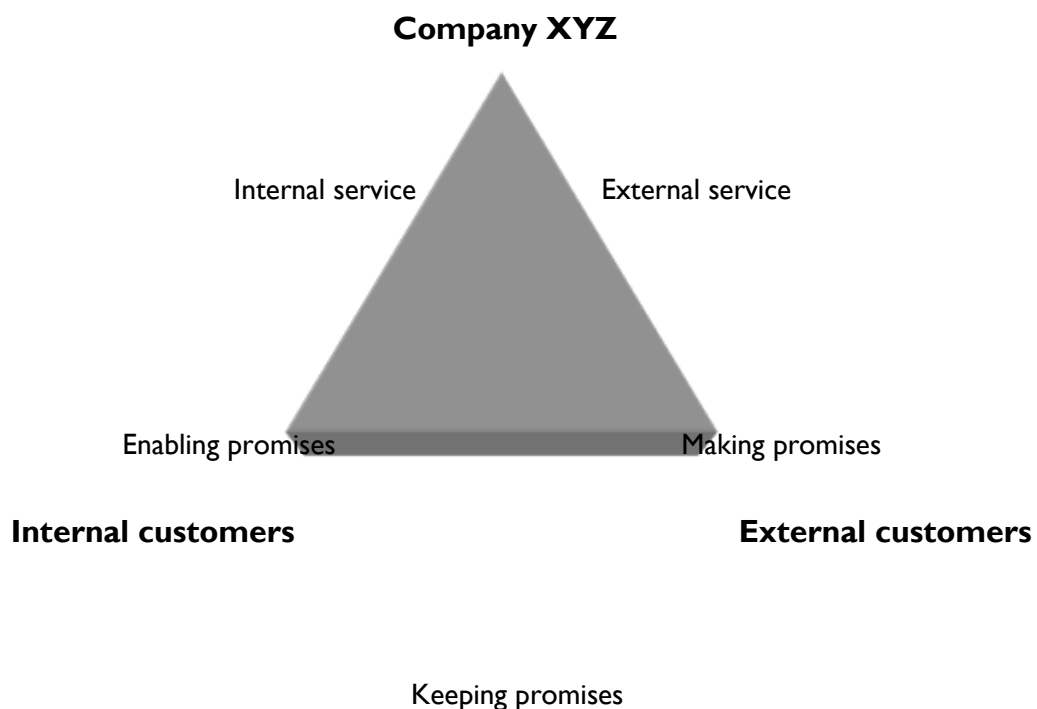 Company XYZ
Internal service
External service
Enabling promises
Making promises
Internal customers
External customers
Keeping promises